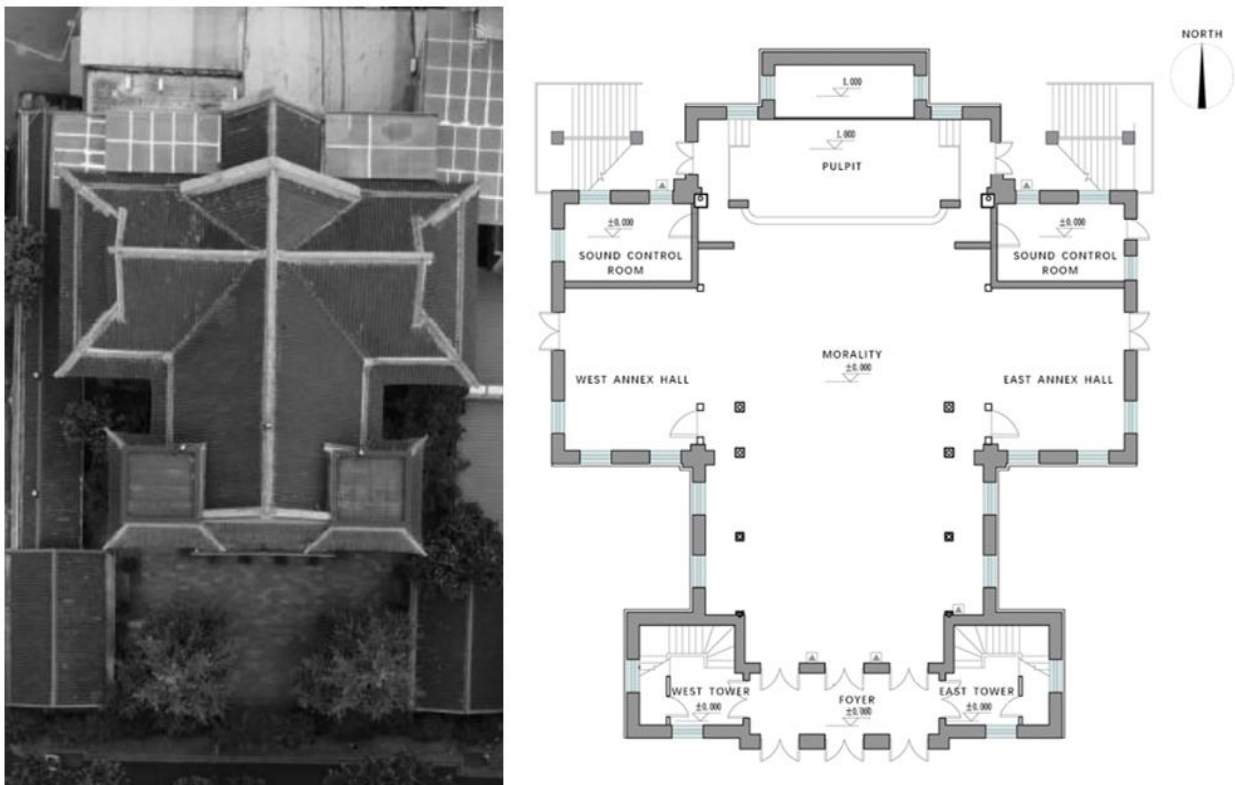 NORTH
1.000
1.000
PULPIT
±0.000
SOUND CONTROL
ROOM
±0.000
SOUND CONTROL
ROOM
MORALITY
±0.000
WEST ANNEX HALL
EAST ANNEX HALL
WEST TOWER
±0.000
FOYER
±0.000
EAST TOWER
±0.000